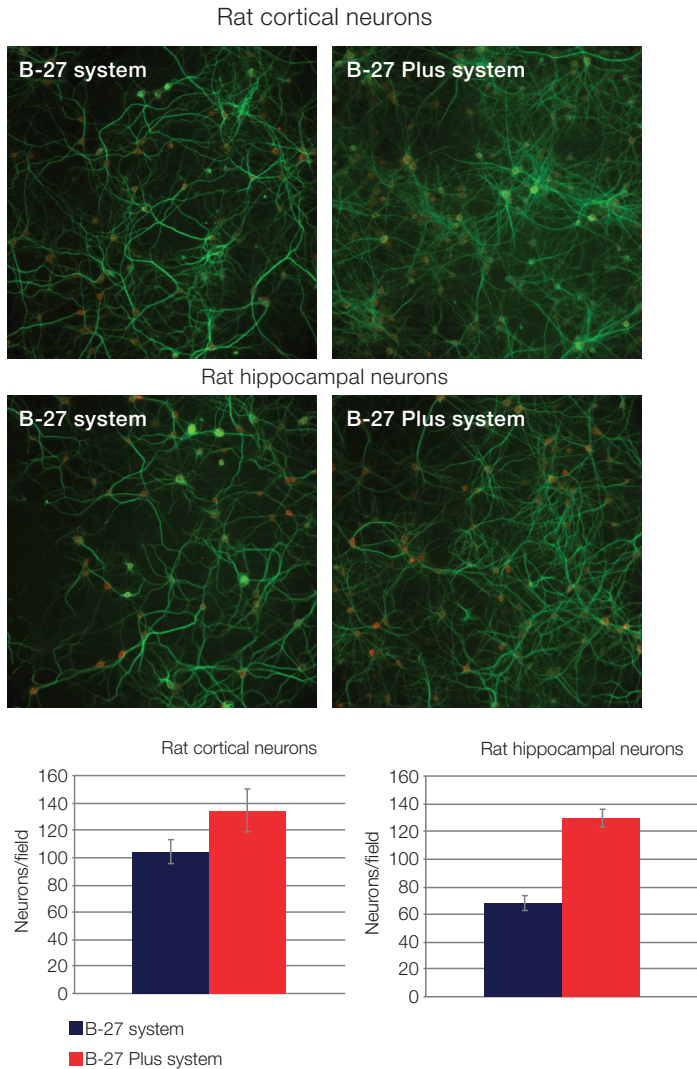 Rat cortical neurons
B-27 system
B-27 Plus system
Rat hippocampal neurons
B-27 system
B-27 Plus system
Rat cortical neurons
160
140
120
100
80
60
40
20
0
Neurons/field
Rat hippocampal neurons
160
140
120
100
80
60
40
20
0
Neurons/field
B-27 system
B-27 Plus system